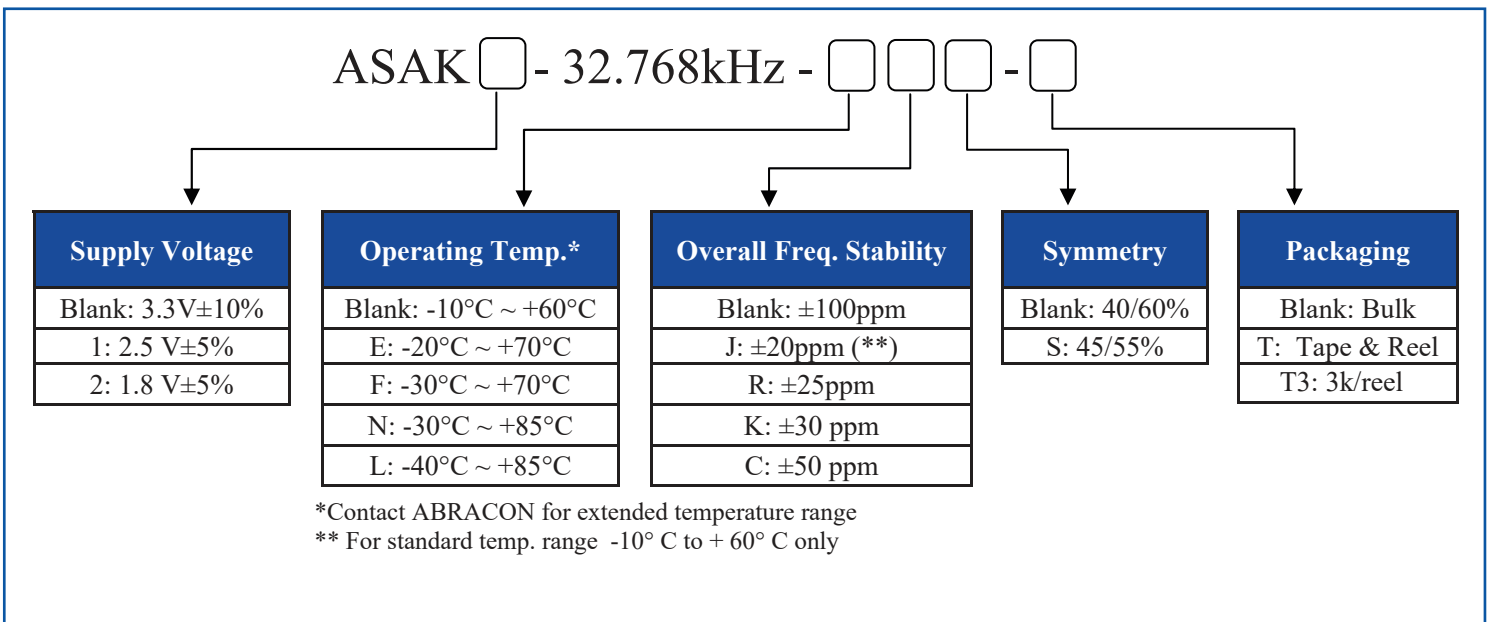 ASAK - 32.768kHz - -
Supply Voltage
Blank: 3.3V±10%
1: 2.5 V±5%
2: 1.8 V±5%
Operating Temp.*
Blank: -10°C ~ +60°C
E: -20°C ~ +70°C
F: -30°C ~ +70°C
N: -30°C ~ +85°C
L: -40°C ~ +85°C
Overall Freq. Stability
Blank: ±100ppm
J: ±20ppm (**)
R: ±25ppm
K: ±30 ppm
C: ±50 ppm
Symmetry
Blank: 40/60%
S: 45/55%
Packaging
Blank: Bulk
T: Tape & Reel
T3: 3k/reel
*Contact ABRACON for extended temperature range
** For standard temp. range -10° C to + 60° C only